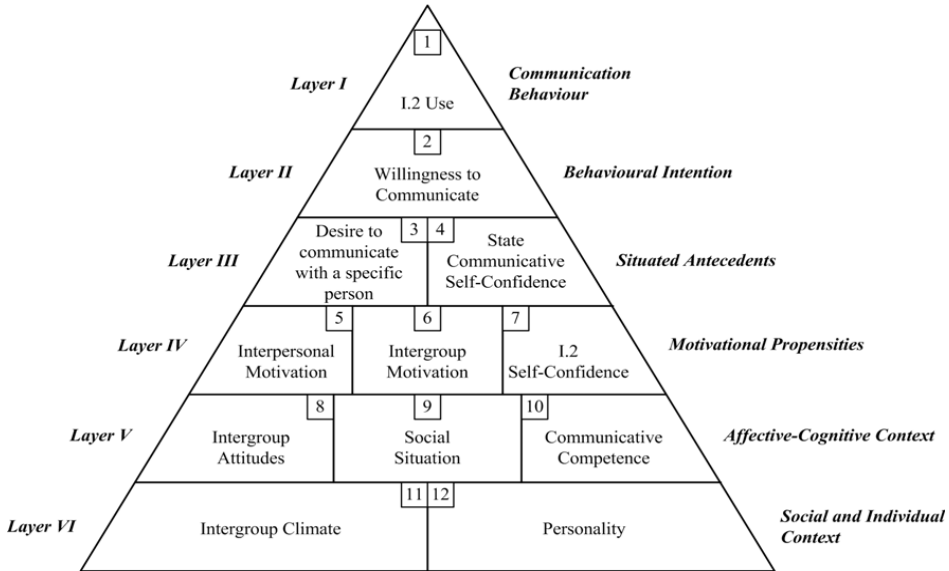 1
Layer I
Communication
Behaviour
I.2 Use
2
Layer II
Willingness to
Communicate
Behavioural Intention
3 4
Layer III
Desire to
communicate
with a specific
person
State
Communicative
Self-Confidence
Situated Antecedents
5 6 7
Layer IV
Interpersonal
Motivation
Intergroup
Motivation
I.2
Self-Confidence
Motivational Propensities
8 9 10
Layer V
Intergroup
Attitudes
Social
Situation
Communicative
Competence
Affective-Cognitive Context
11 12
Layer VI
Intergroup Climate
Personality
Social and Individual
Context